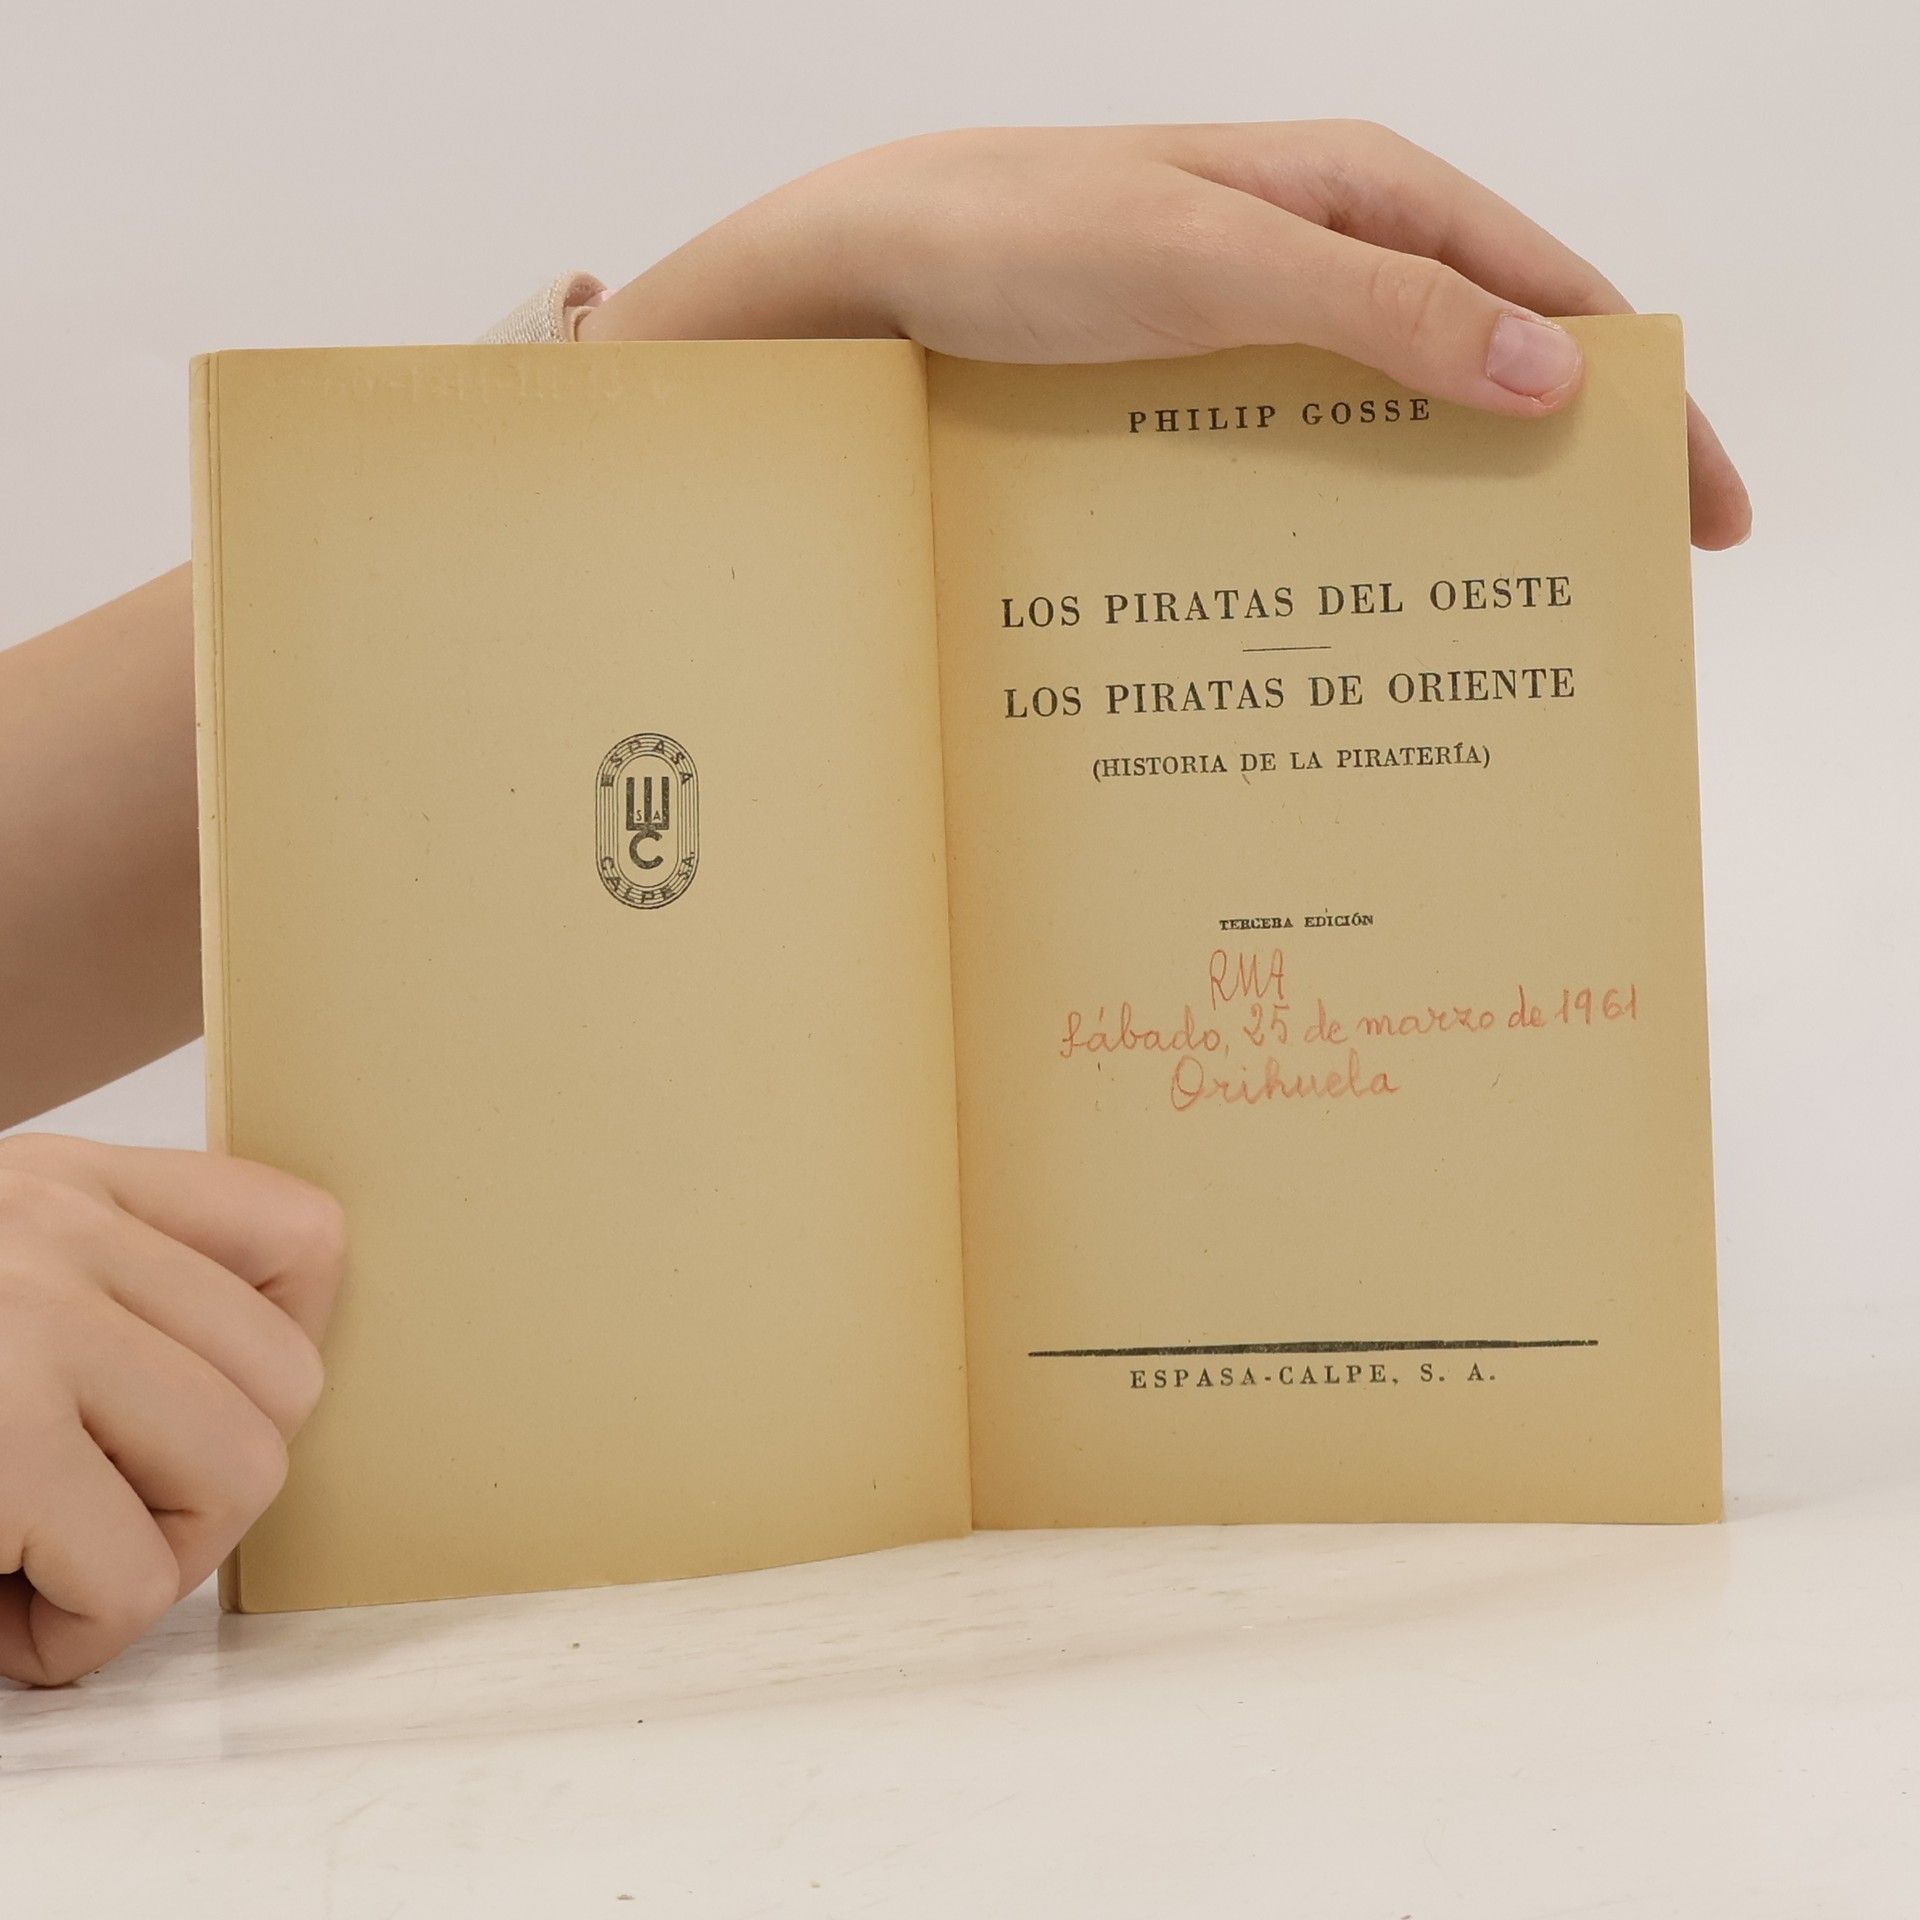 ESPASA
E
S A
C
CALPE S.A.
PHILIP GOSSE
LOS PIRATAS DEL OESTE
LOS PIRATAS DE ORIENTE
(HISTORIA DE LA PIRATERÍA)
TERCERA EDICIÓN
RMA
Sábado, 25 de marzo de 1961
Orihuela
ESPASA-CALPE, S. A.